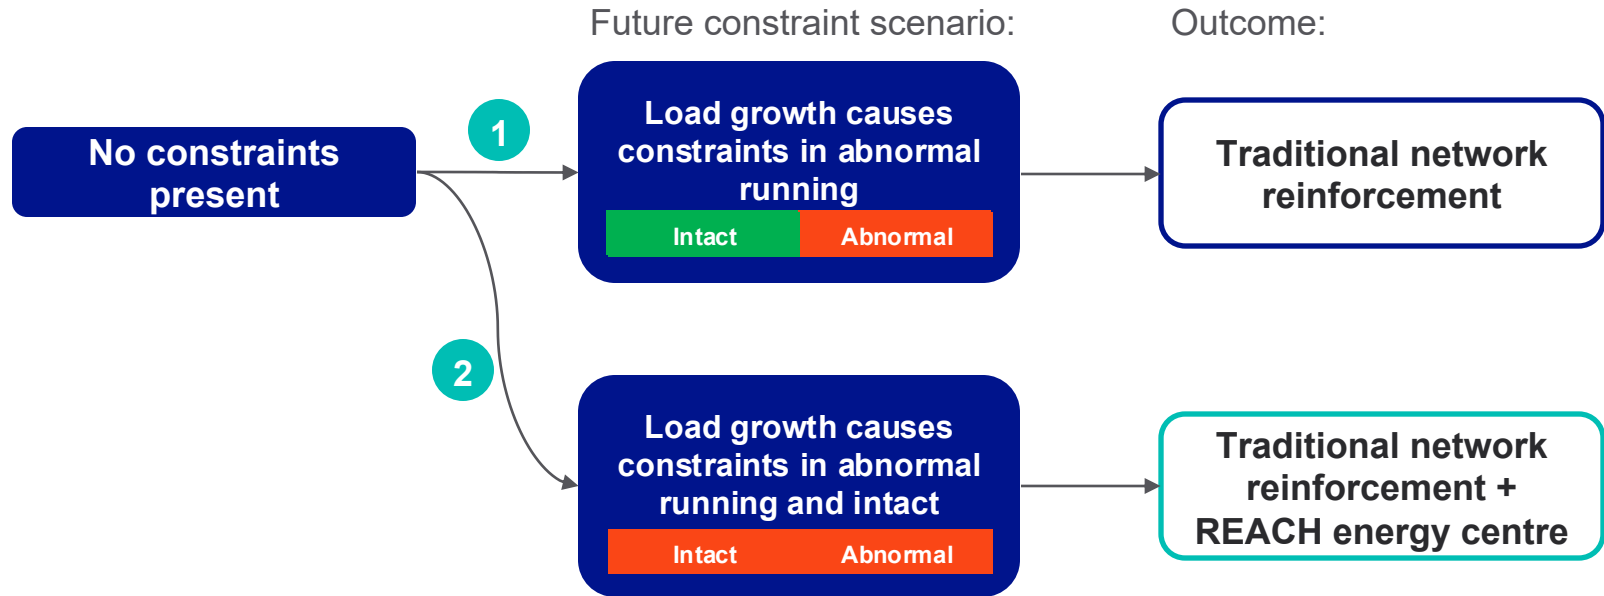 Future constraint scenario:
Outcome:
No constraints
present
1
Load growth causes
constraints in abnormal
running
Intact
Abnormal
Traditional network
reinforcement
2
Load growth causes
constraints in abnormal
running and intact
Intact
Abnormal
Traditional network
reinforcement +
REACH energy centre